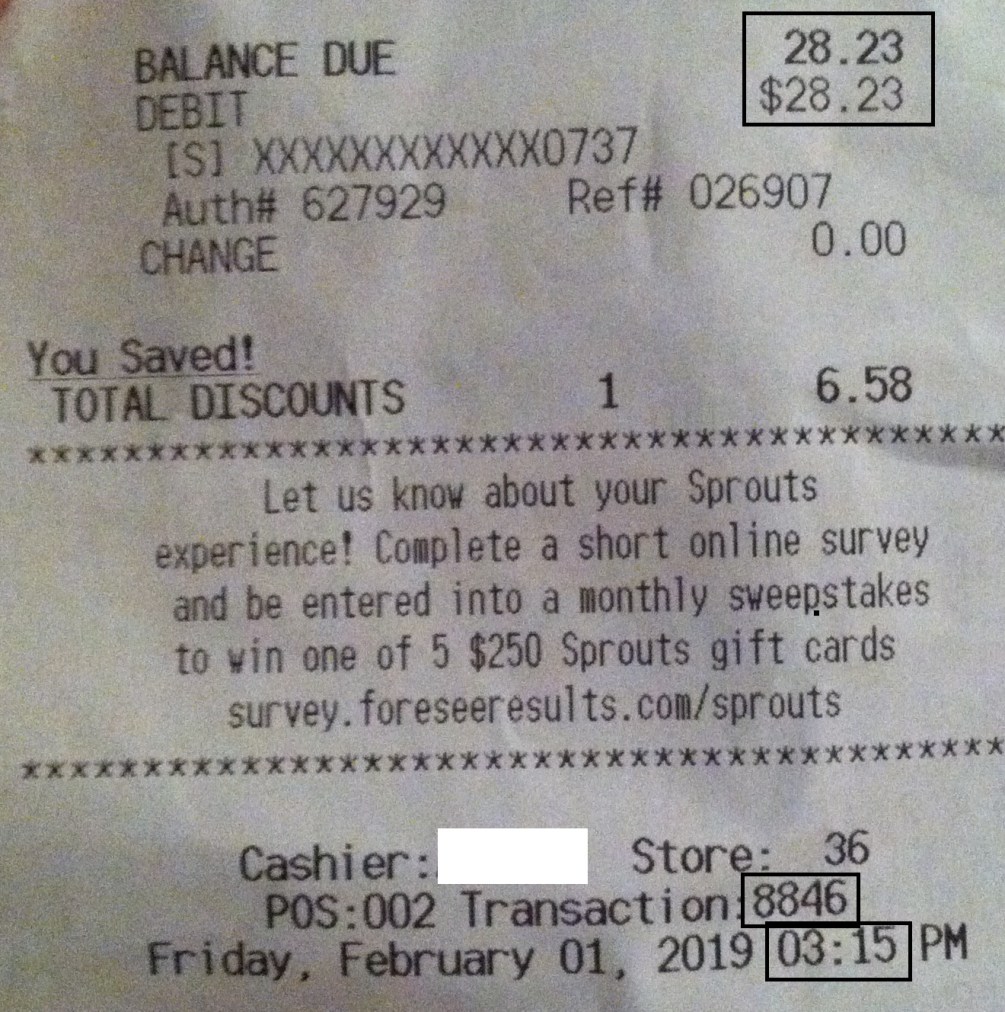 BALANCE DUE 28.23
DEBIT $28.23
[S] XXXXXXXXXXXX0737
Auth# 627929 Ref# 026907
CHANGE 0.00
You Saved!
TOTAL DISCOUNTS 1 6.58
*****************************************
Let us know about your Sprouts
experience! Complete a short online survey
and be entered into a monthly sweepstakes
to win one of 5 $250 Sprouts gift cards
survey.foreseeresults.com/sprouts
*****************************************
Cashier: Store: 36
POS:002 Transaction:8846
Friday, February 01, 2019 03:15 PM